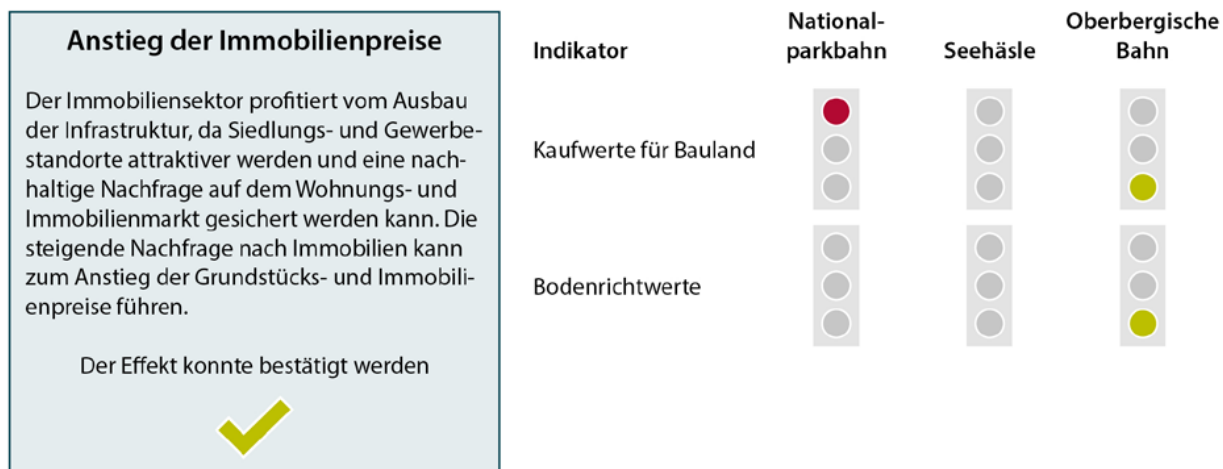 Anstieg der Immobilienpreise
Der Immobiliensektor profitiert vom Ausbau
der Infrastruktur, da Siedlungs- und Gewerbe-
standorte attraktiver werden und eine nach-
haltige Nachfrage auf dem Wohnungs- und
Immobilienmarkt gesichert werden kann. Die
steigende Nachfrage nach Immobilien kann
zum Anstieg der Grundstücks- und Immobili-
enpreise führen.
Der Effekt konnte bestätigt werden
Indikator
National-
parkbahn
Seehäsle
Oberbergische
Bahn
Kaufwerte für Bauland
Bodenrichtwerte